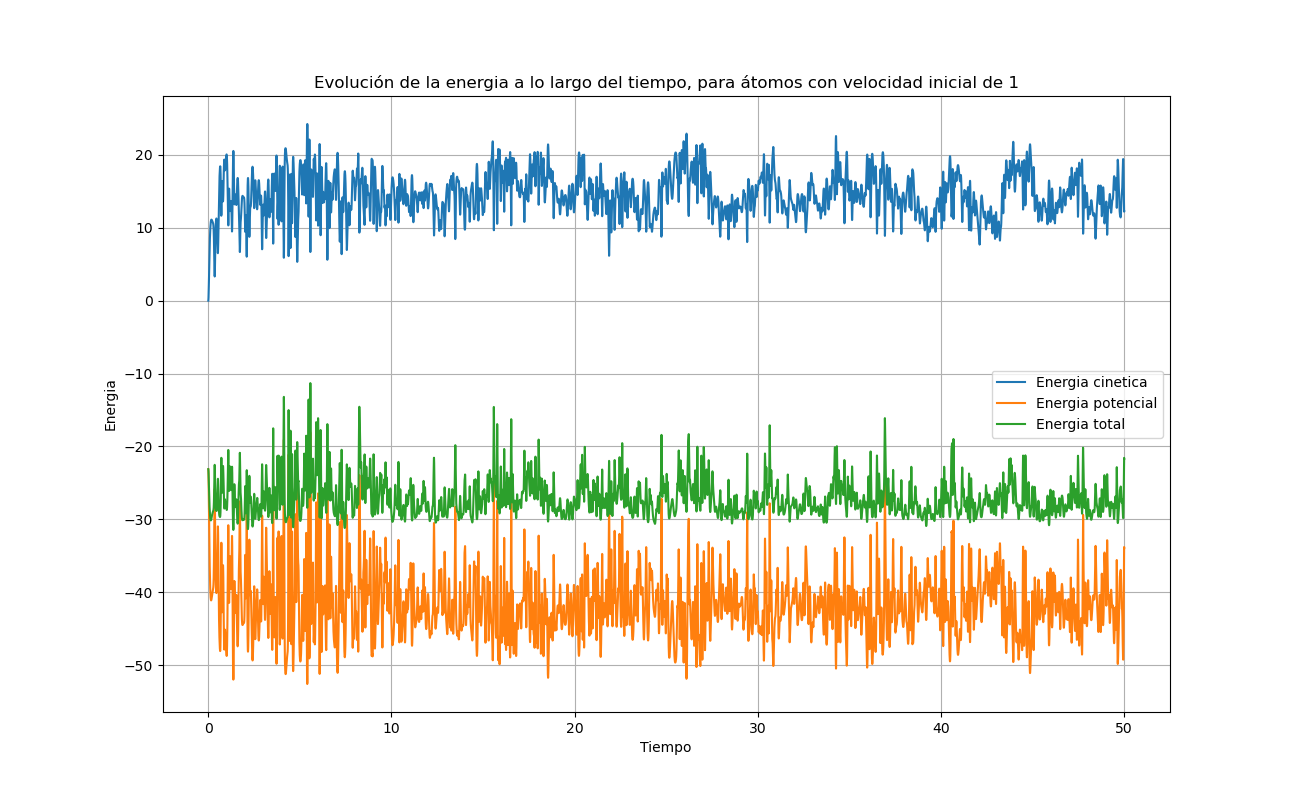 Evolución de la energia a lo largo del tiempo, para átomos con velocidad inicial de 1
Energia
20
10
0
−10
−20
−30
−40
−50
Energia cinetica
Energia potencial
Energia total
0
10
20
30
40
50
Tiempo